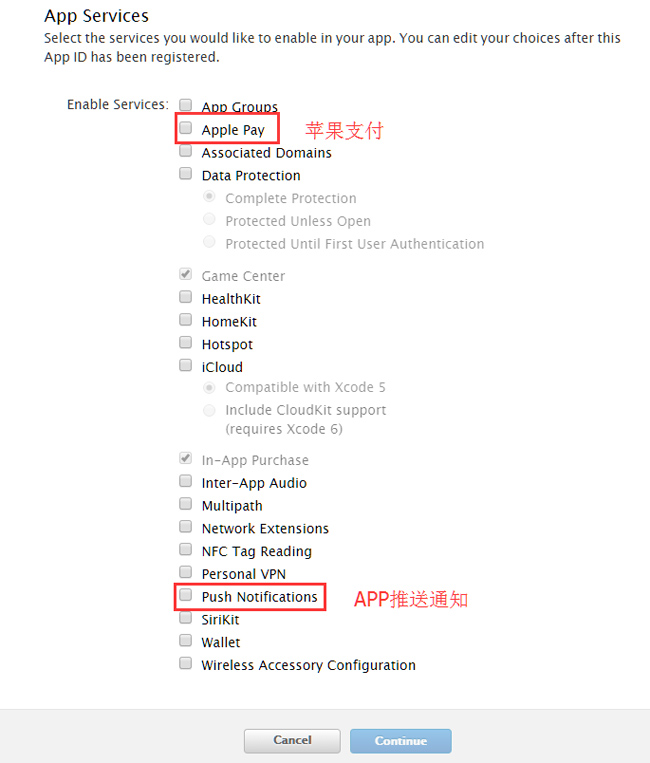 App Services
Select the services you would like to enable in your app. You can edit your choices after this
App ID has been registered.
Enable Services:
App Groups
Apple Pay 苹果支付
Associated Domains
Data Protection
Complete Protection
Protected Unless Open
Protected Until First User Authentication
Game Center
HealthKit
HomeKit
Hotspot
iCloud
Compatible with Xcode 5
Include CloudKit support
(requires Xcode 6)
In-App Purchase
Inter-App Audio
Multipath
Network Extensions
NFC Tag Reading
Personal VPN
Push Notifications APP推送通知
SiriKit
Wallet
Wireless Accessory Configuration
Cancel Continue